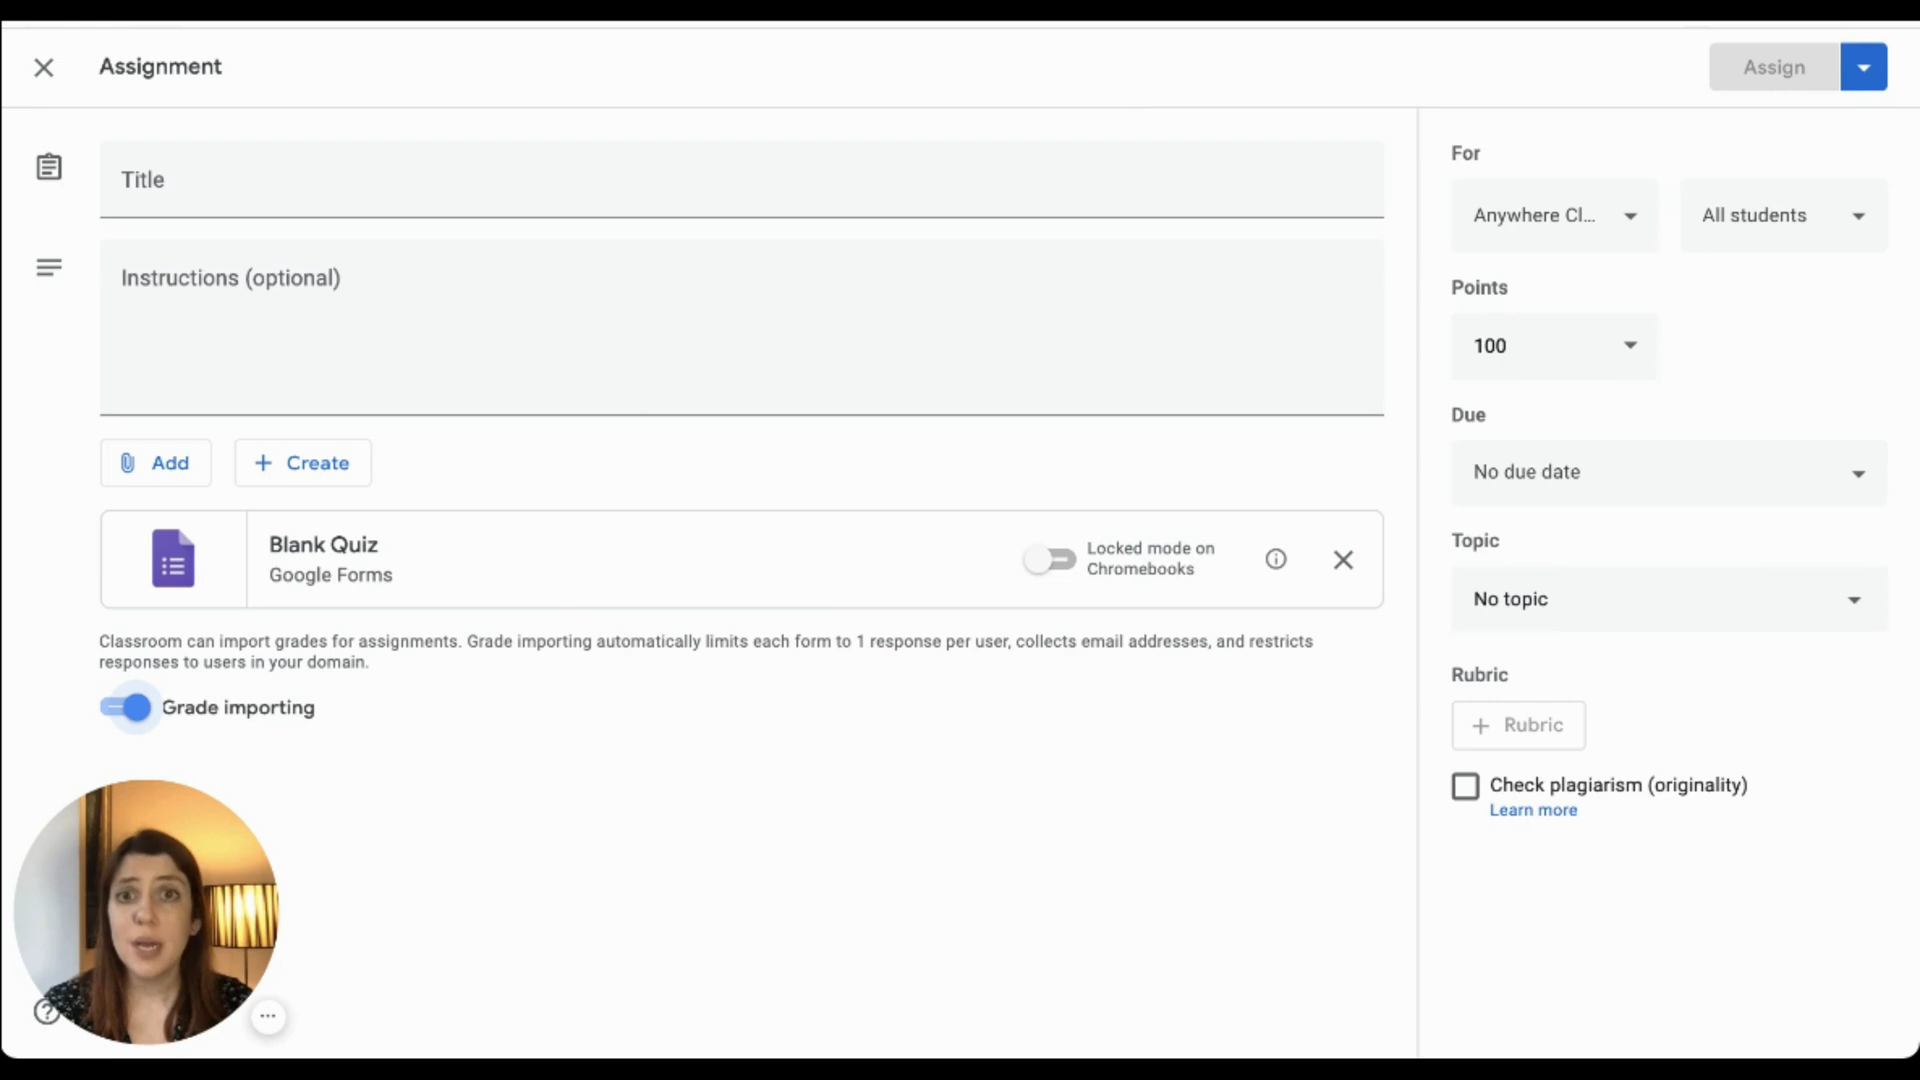 Assignment
Assign
Title
Instructions (optional)
Add
Create
Blank Quiz
Google Forms
Locked mode on
Chromebooks
Classroom can import grades for assignments. Grade importing automatically limits each form to 1 response per user, collects email addresses, and restricts
responses to users in your domain.
Grade importing
For
Anywhere Cl...
All students
Points
100
Due
No due date
Topic
No topic
Rubric
+ Rubric
Check plagiarism (originality)
Learn more